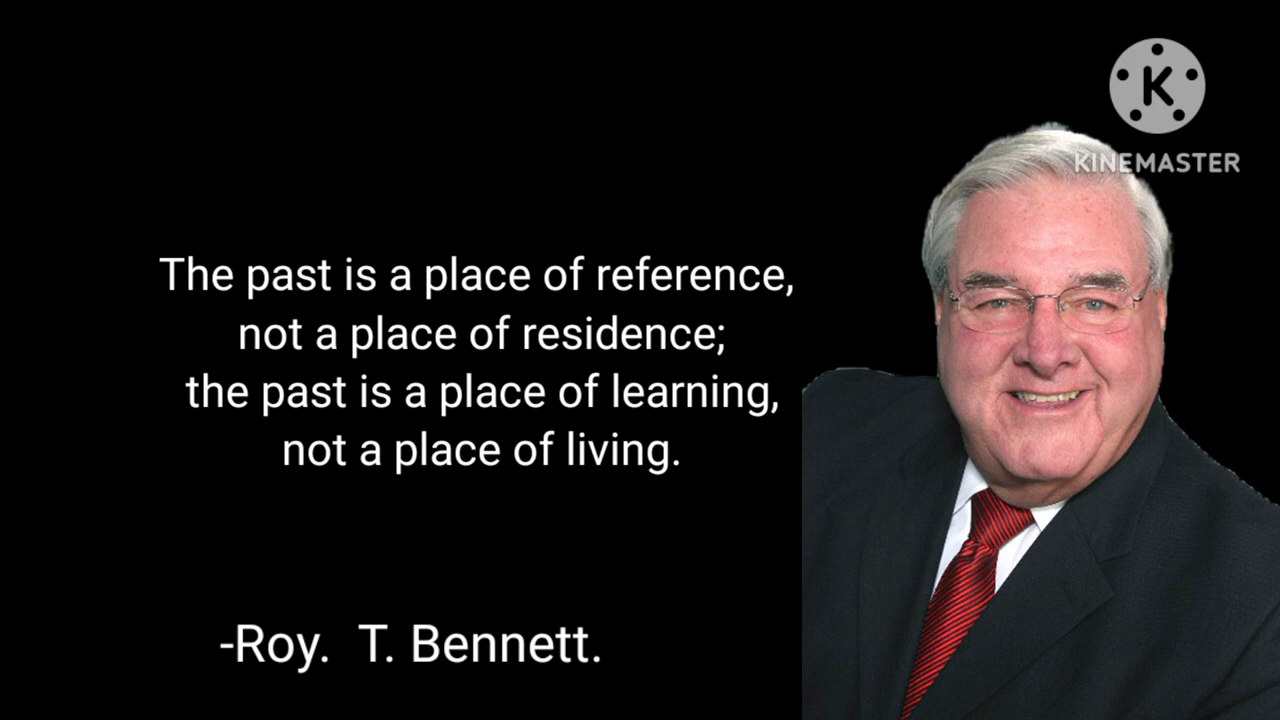 K
KINEMASTER
The past is a place of reference,
not a place of residence;
the past is a place of learning,
not a place of living.
-Roy.  T. Bennett.